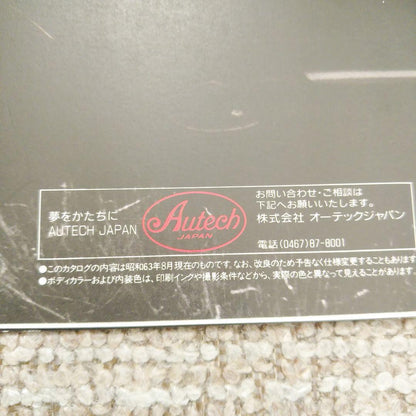 夢をかたちに
AUTECH JAPAN
Autech
JAPAN
お問い合わせ・ご相談は
下記へお願いいたします。
株式会社 オーテックジャパン
電話(0467)87-8001
●このカタログの内容は昭和63年8月現在のものです。なお、改良のため予告なく仕様変更することもあります
●ボディカラーおよび内装色は、印刷インクや撮影条件などから、実際の色と異なって見えることがあります